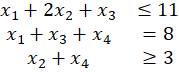 x₁ + 2x₂ + x₃ ≤ 11
x₁ + x₃ + x₄ = 8
x₂ + x₄ ≥ 3